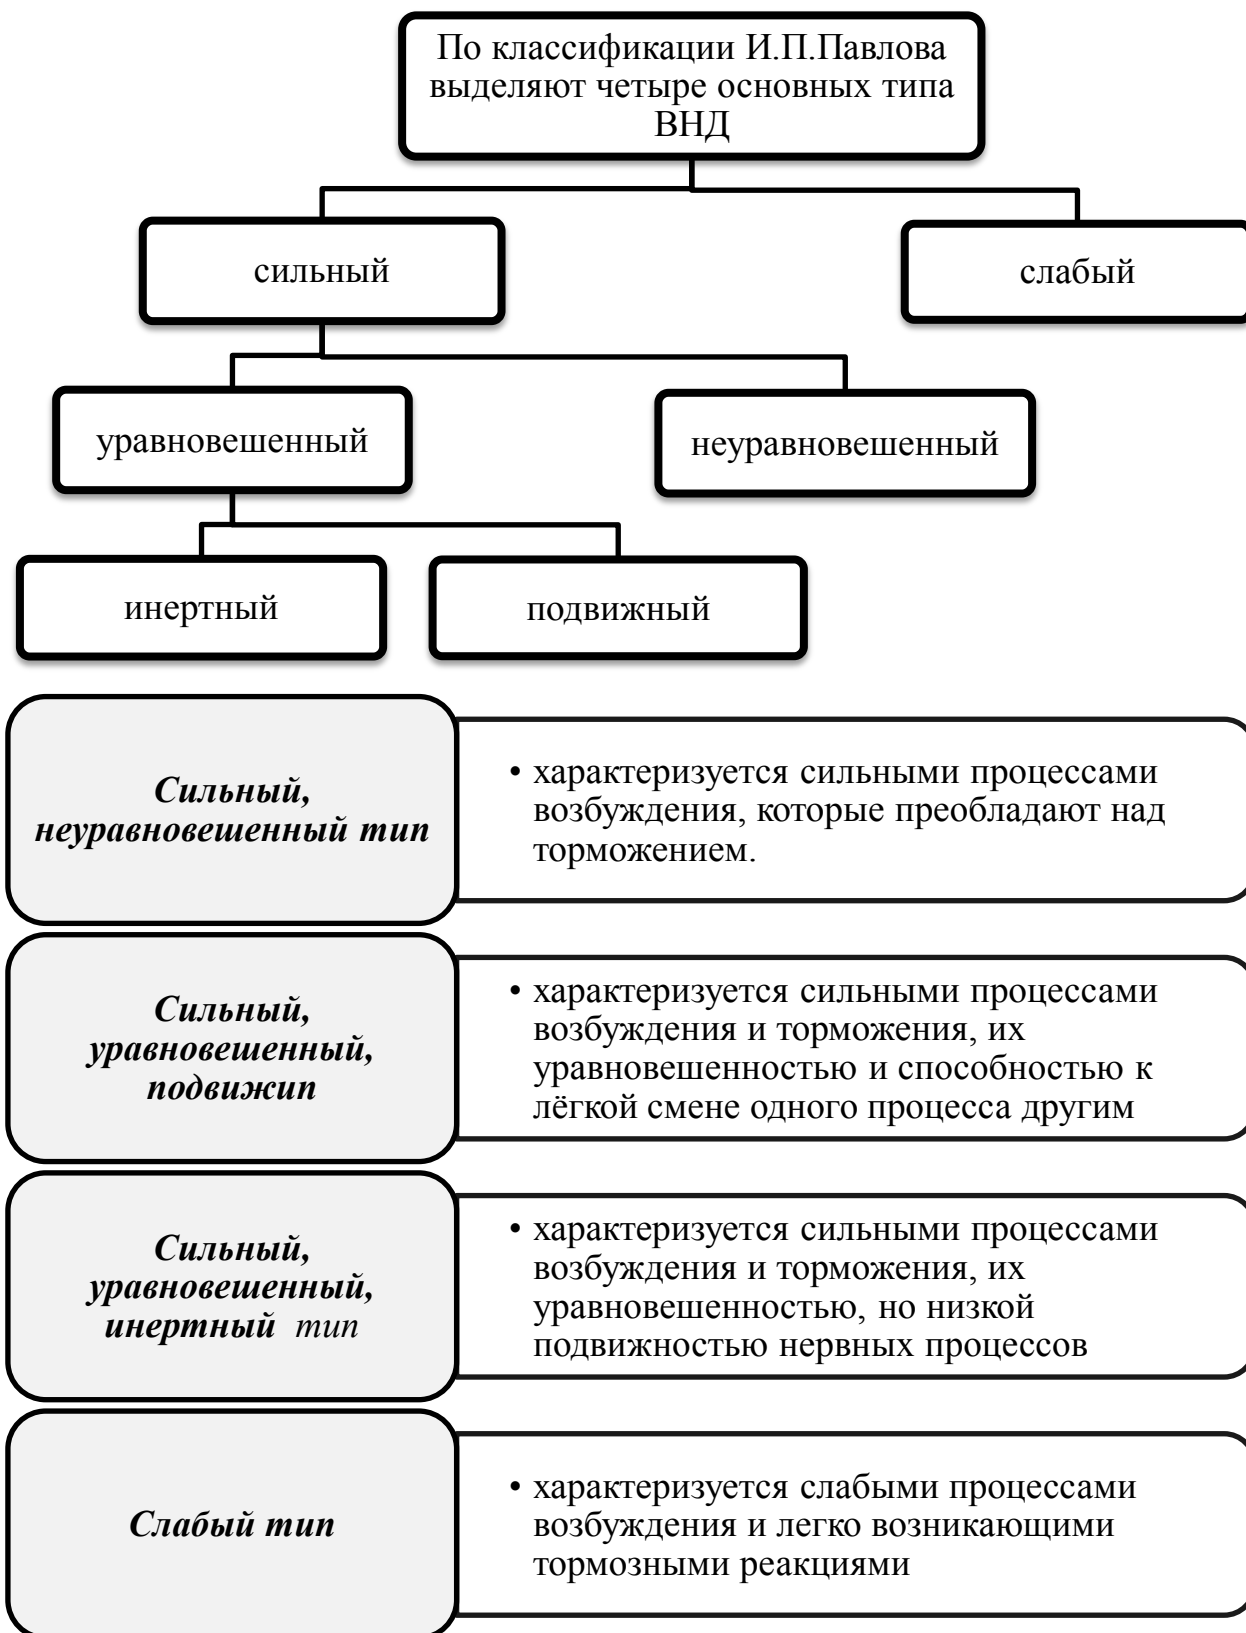 По классификации И.П.Павлова
выделяют четыре основных типа
ВНД
сильный
слабый
уравновешенный
неуравновешенный
инертный
подвижный
Сильный,
неуравновешенный тип
• характеризуется сильными процессами
возбуждения, которые преобладают над
торможением.
Сильный,
уравновешенный,
подвижип
• характеризуется сильными процессами
возбуждения и торможения, их
уравновешенностью и способностью к
лёгкой смене одного процесса другим
Сильный,
уравновешенный,
инертный тип
• характеризуется сильными процессами
возбуждения и торможения, их
уравновешенностью, но низкой
подвижностью нервных процессов
Слабый тип
• характеризуется слабыми процессами
возбуждения и легко возникающими
тормозными реакциями